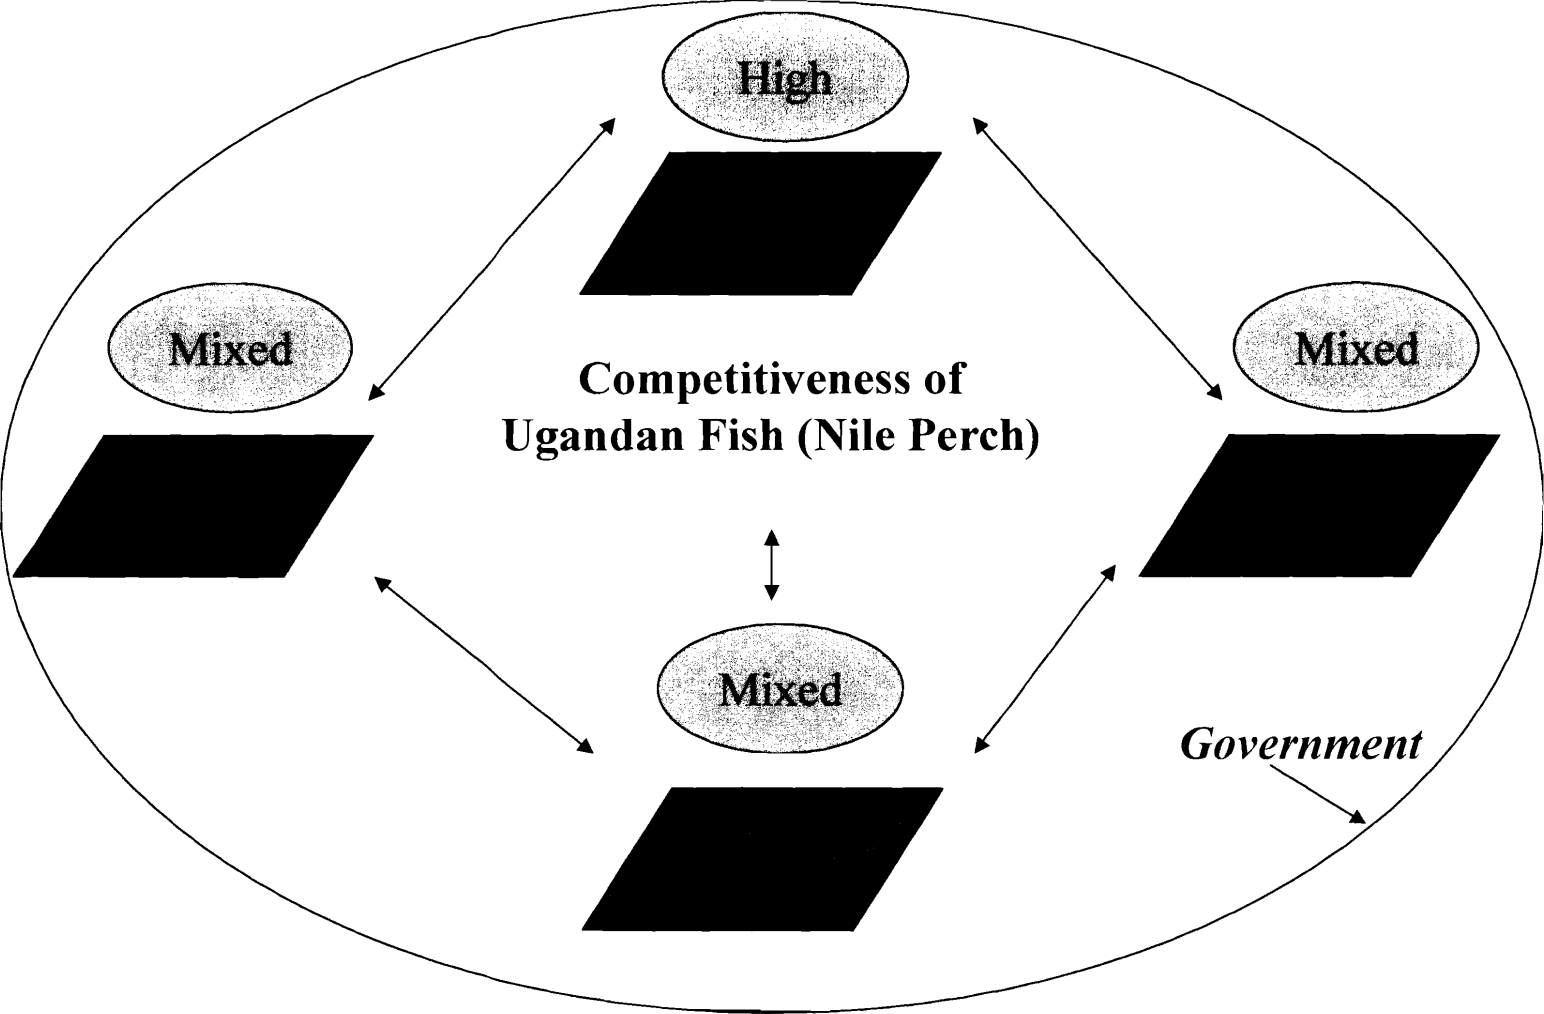 High
Mixed
Mixed
Competitiveness of
Ugandan Fish (Nile Perch)
Mixed
Government